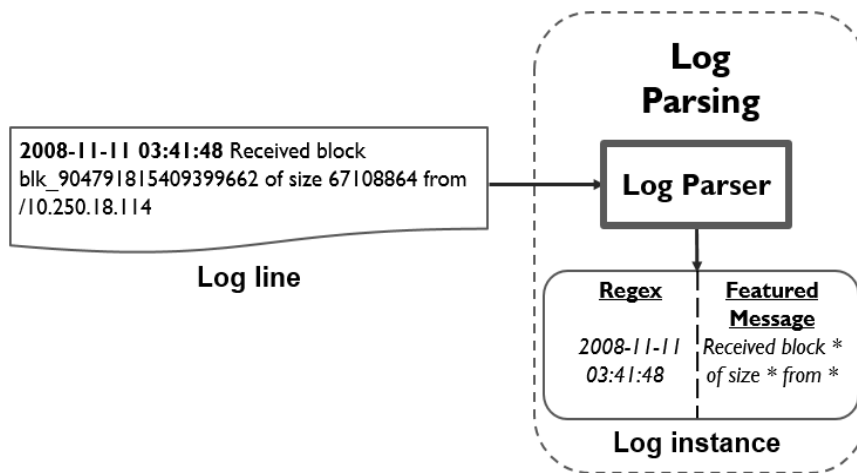 Log
Parsing
2008-11-11 03:41:48 Received block
blk_904791815409399662 of size 67108864 from
/10.250.18.114
Log line
Log Parser
Regex
2008-11-11
03:41:48
Featured
Message
Received block *
of size * from *
Log instance